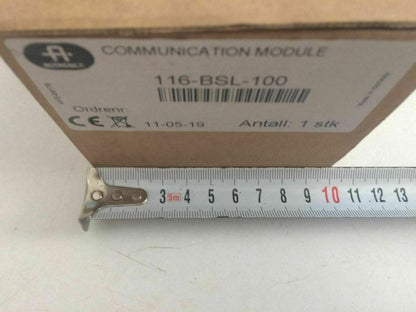 AUTRONICA
COMMUNICATION MODULE
116-BSL-100
Ordrenr
CE 11-05-19 Antall: 1 stk
3 5m 4 5 6 7 8 9 10 11 12 13